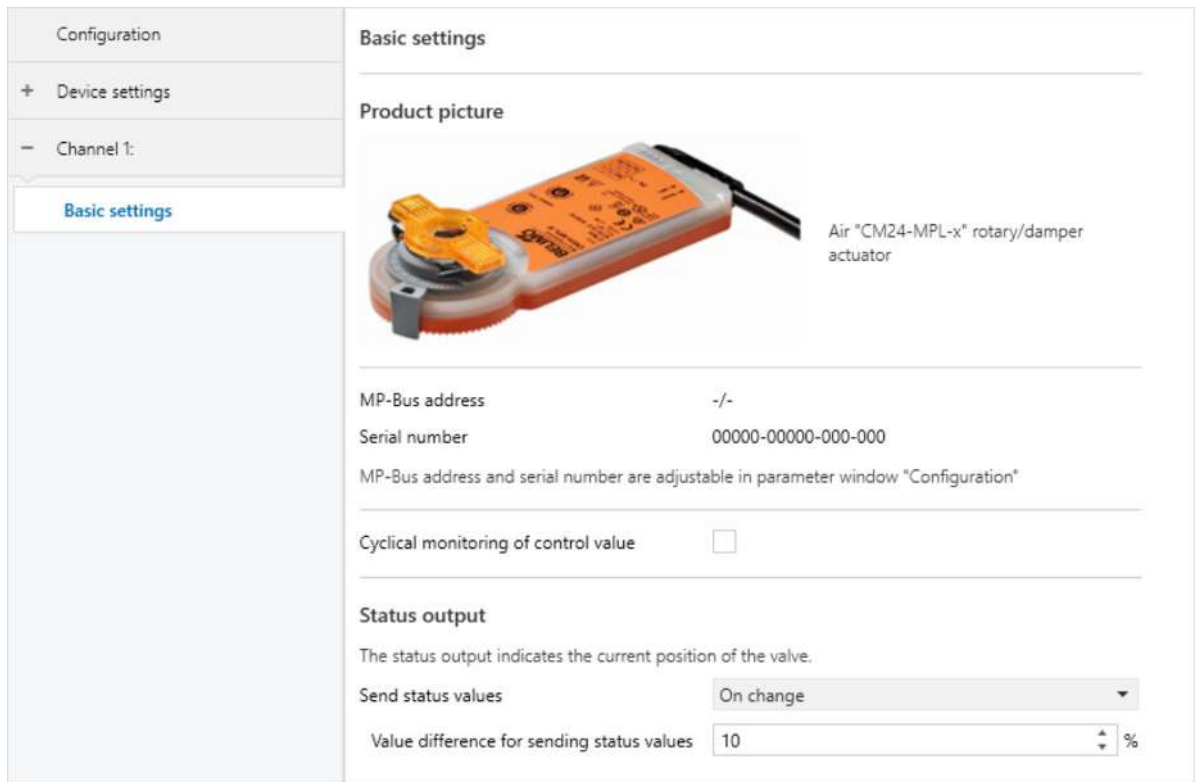 Configuration
+ Device settings
− Channel 1:
Basic settings
Basic settings
Product picture
BELIMO
Air "CM24-MPL-x" rotary/damper
actuator
MP-Bus address -/-
Serial number 00000-00000-000-000
MP-Bus address and serial number are adjustable in parameter window "Configuration"
Cyclical monitoring of control value
Status output
The status output indicates the current position of the valve.
Send status values On change
Value difference for sending status values 10 %